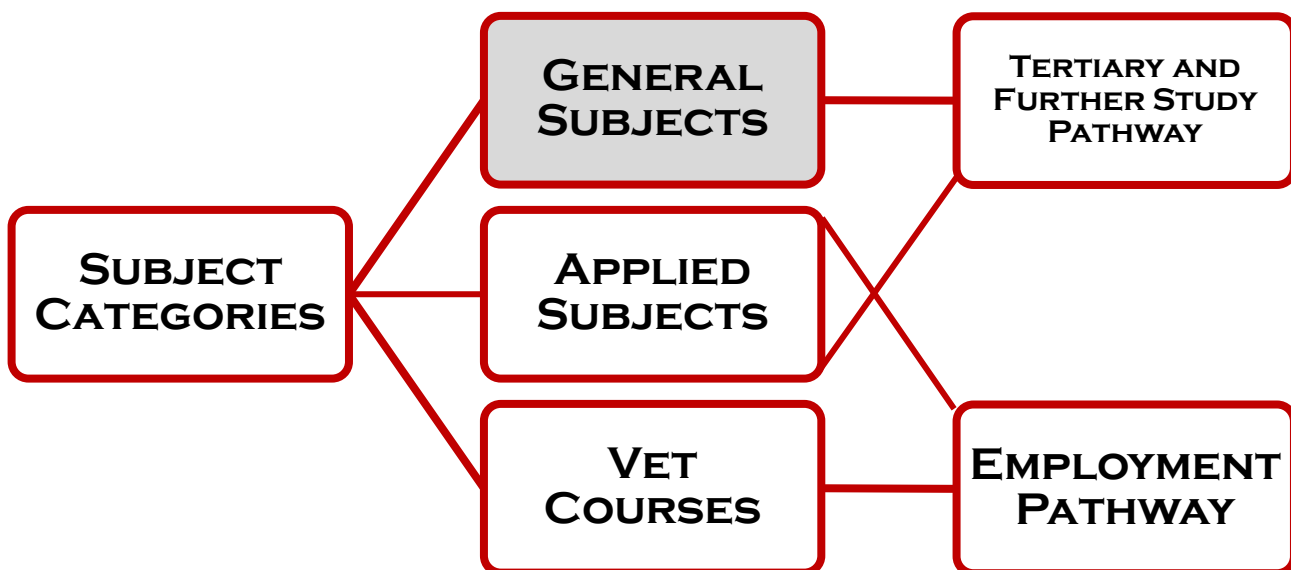 General
Subjects
Tertiary and
Further Study
Pathway
Subject
Categories
Applied
Subjects
Vet
Courses
Employment
Pathway